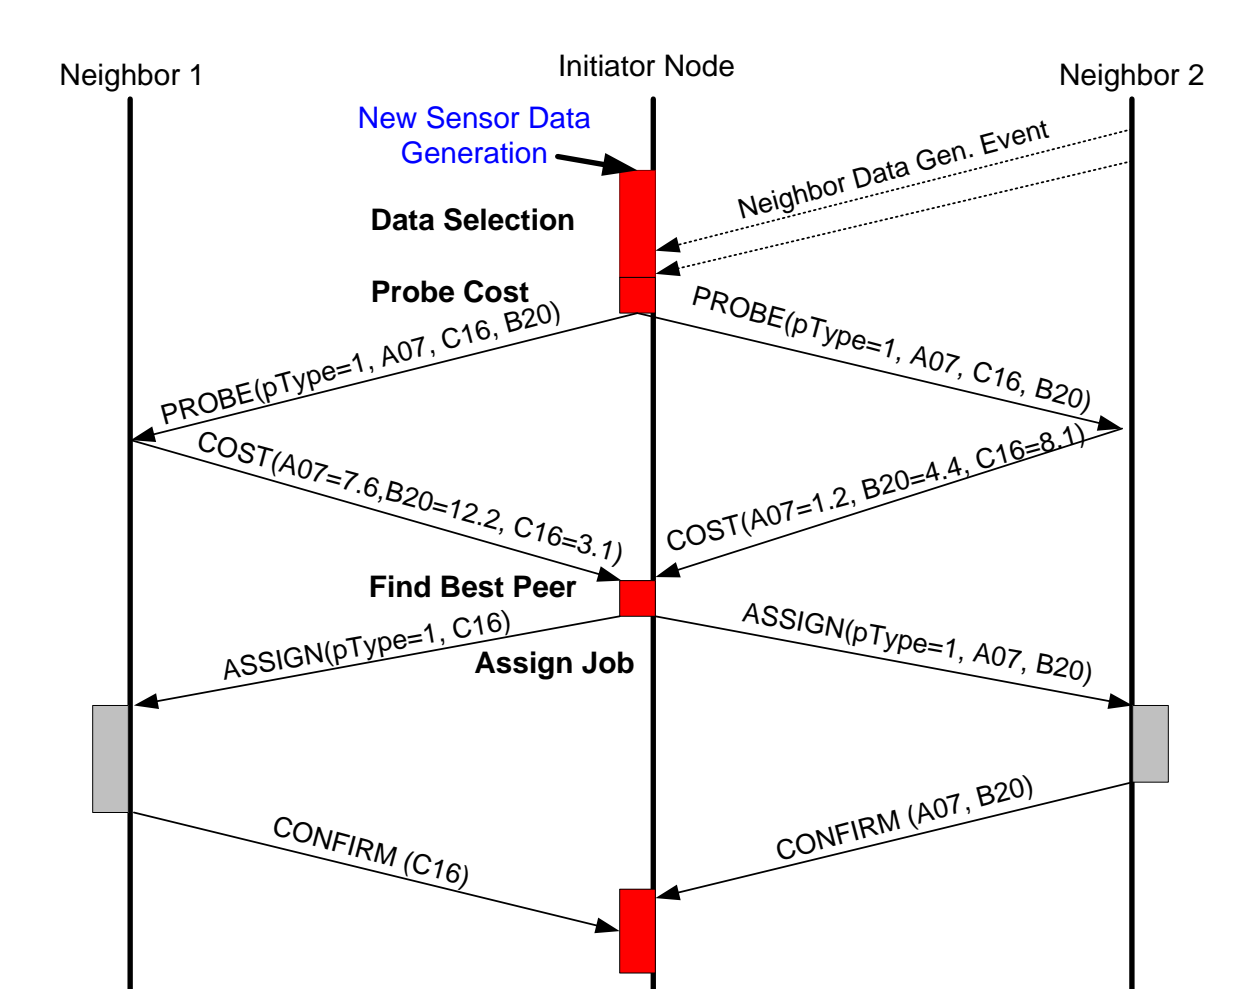 Neighbor 1
Initiator Node
Neighbor 2
New Sensor Data
Generation
Neighbor Data Gen. Event
Data Selection
Probe Cost
PROBE(pType=1, A07, C16, B20)
PROBE(pType=1, A07, C16, B20)
COST(A07=7.6,B20=12.2, C16=3.1)
COST(A07=1.2, B20=4.4, C16=8.1)
Find Best Peer
ASSIGN(pType=1, C16)
ASSIGN(pType=1, A07, B20)
Assign Job
CONFIRM (C16)
CONFIRM (A07, B20)